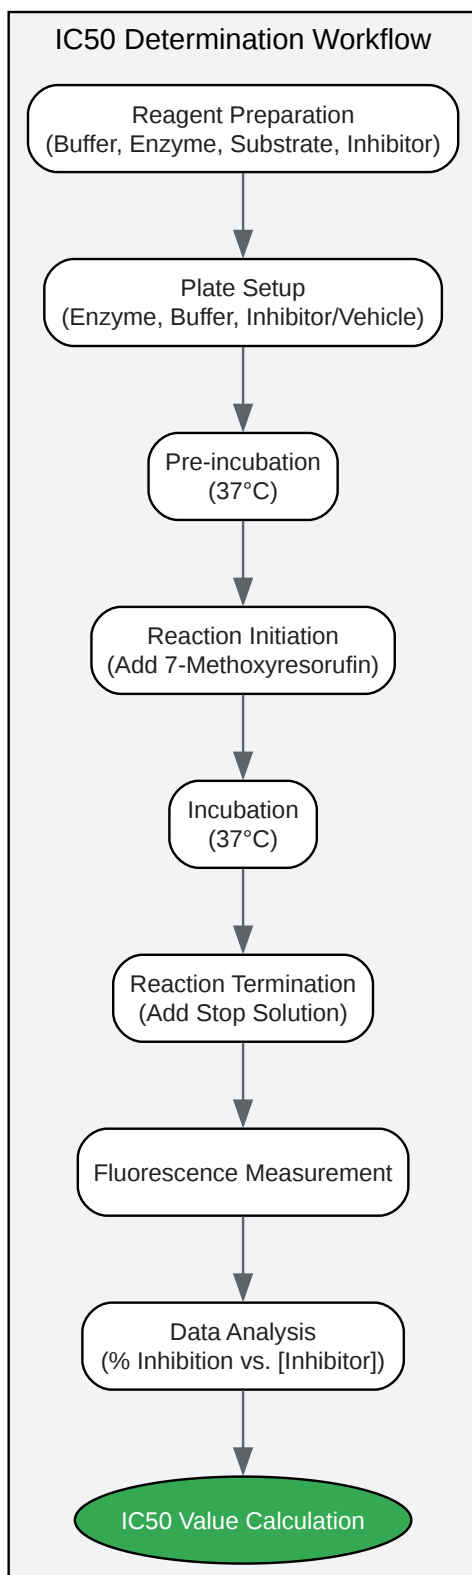 IC50 Determination Workflow
Reagent Preparation
(Buffer, Enzyme, Substrate, Inhibitor)
Plate Setup
(Enzyme, Buffer, Inhibitor/Vehicle)
Pre-incubation
(37°C)
Reaction Initiation
(Add 7-Methoxyresorufin)
Incubation
(37°C)
Reaction Termination
(Add Stop Solution)
Fluorescence Measurement
Data Analysis
(% Inhibition vs. [Inhibitor])
IC50 Value Calculation